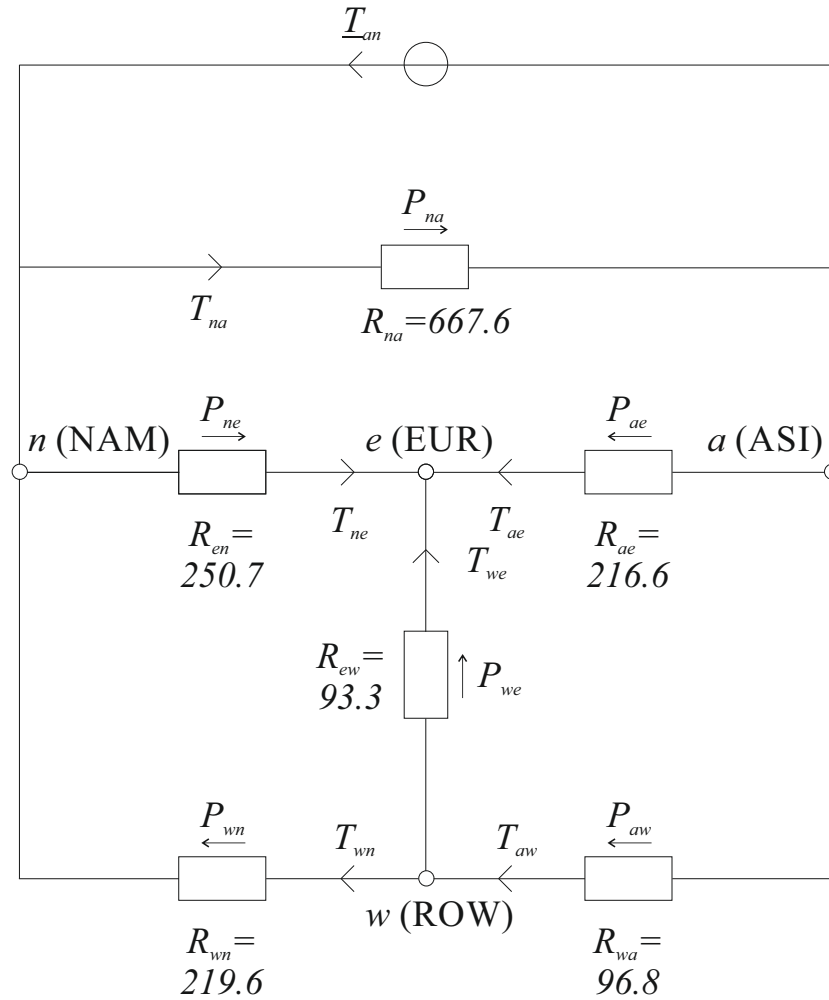 T_an
P_na
T_na
R_na=667.6
n (NAM)
P_ne
e (EUR)
P_ae
a (ASI)
T_ne
T_ae
R_en=
250.7
T_we
R_ae=
216.6
R_ew=
93.3
P_we
P_wn
T_wn
T_aw
P_aw
w (ROW)
R_wn=
219.6
R_wa=
96.8